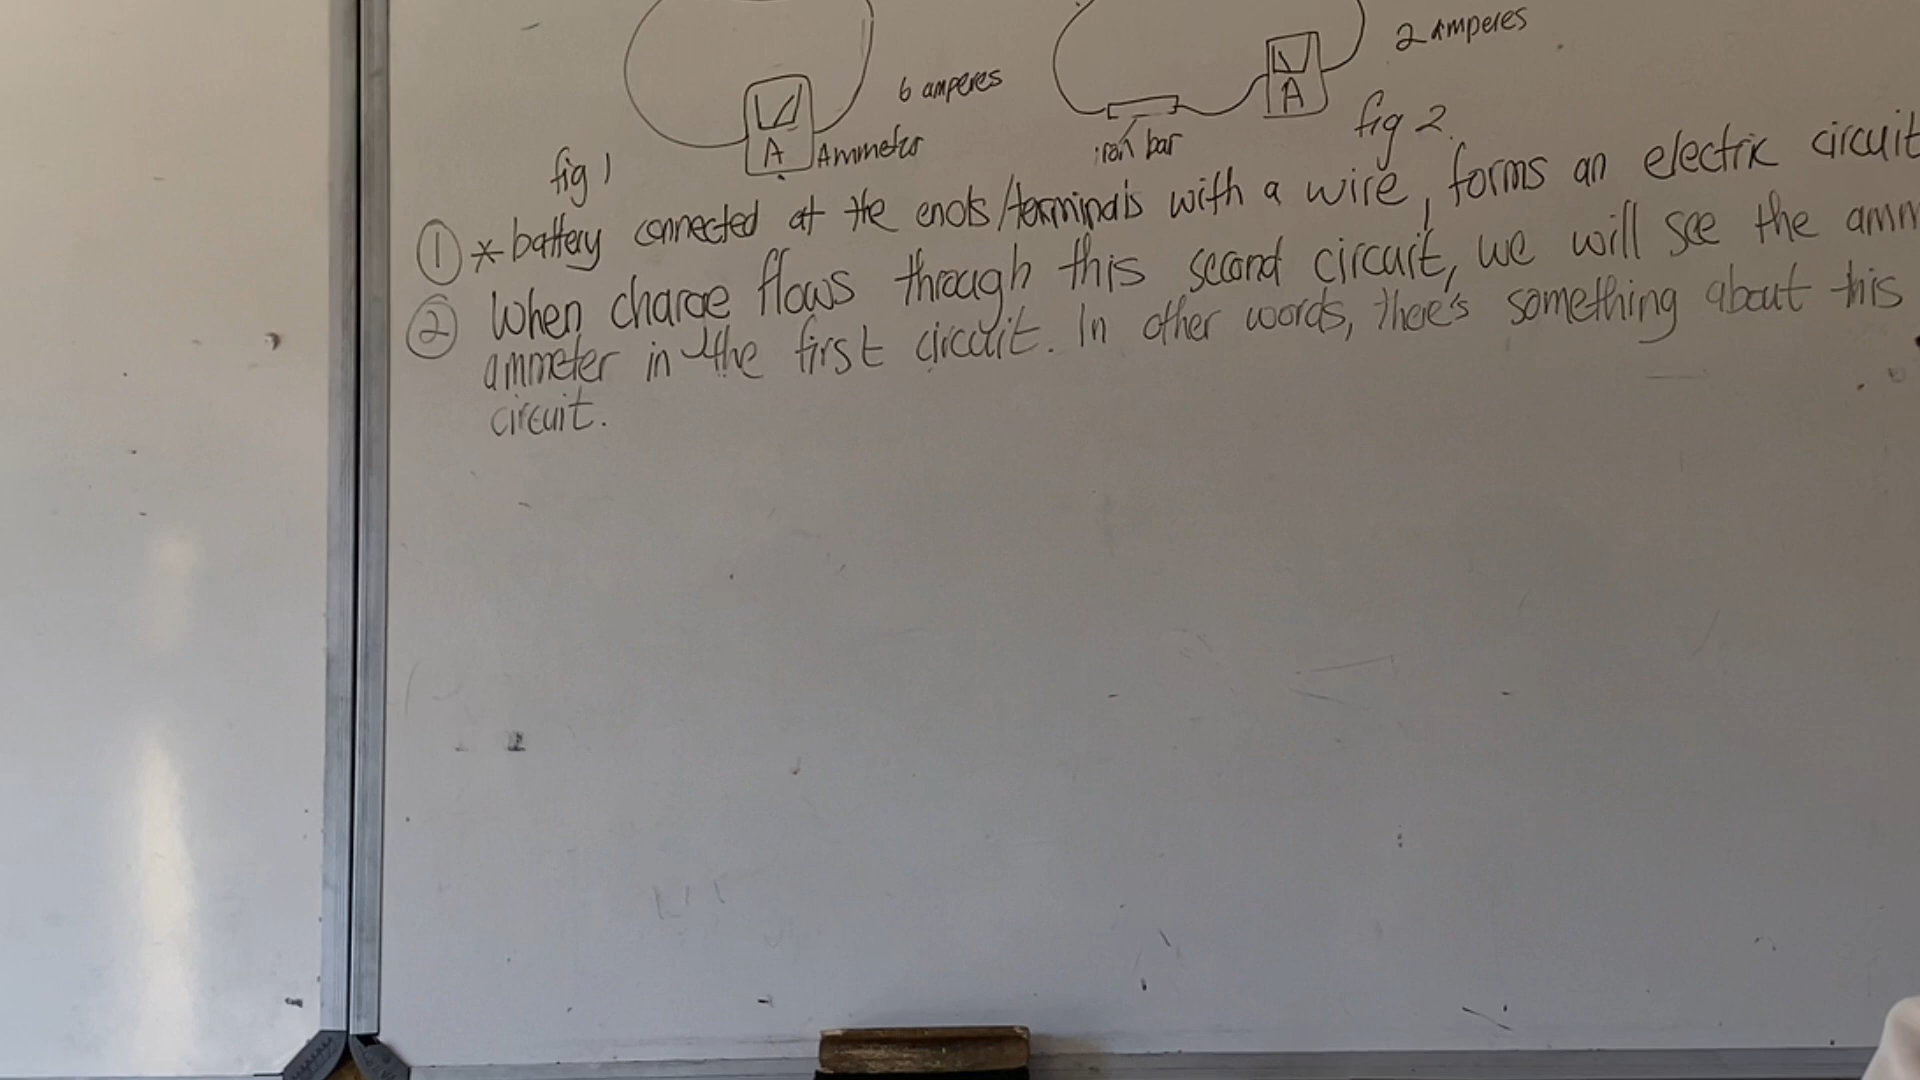 2 amperes
6 amperes
A
A Ammeter
iron bar
fig 2.
fig 1
① * battery connected at the ends/terminals with a wire, forms an electric circuit
② When charge flows through this second circuit, we will see the
ammeter in the first circuit. In other words, there's something about this
circuit.